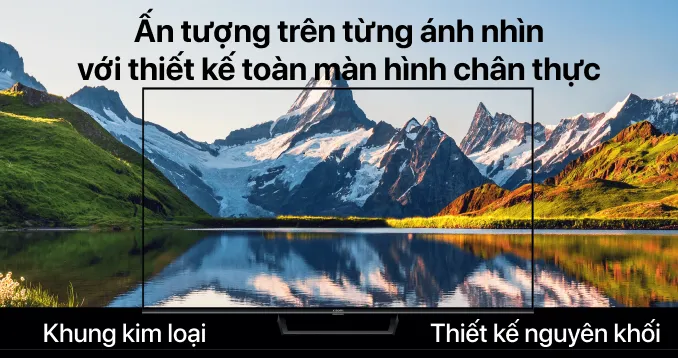 Ấn tượng trên từng ánh nhìn
với thiết kế toàn màn hình chân thực
Khung kim loại
Thiết kế nguyên khối